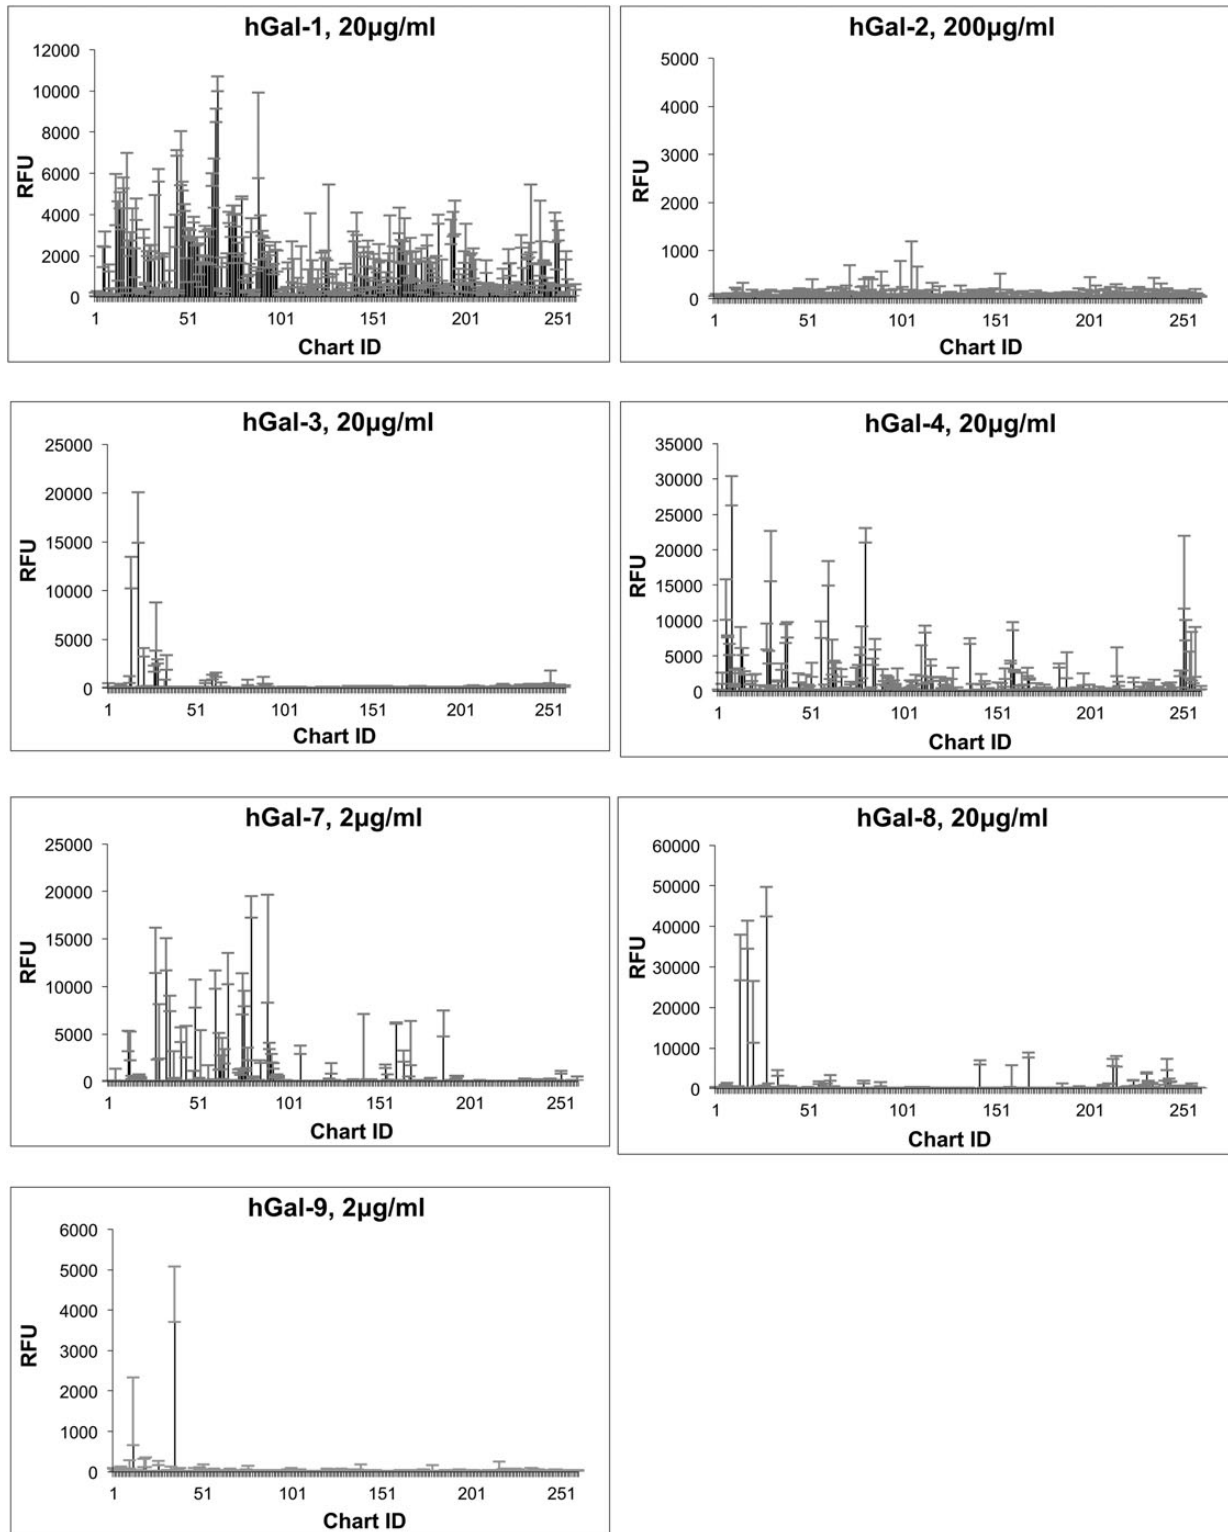 hGal-1, 20µg/ml
12000
10000
8000
6000
4000
2000
0
RFU
1 51 101 151 201 251
Chart ID
hGal-2, 200µg/ml
5000
4000
3000
2000
1000
0
RFU
1 51 101 151 201 251
Chart ID
hGal-3, 20µg/ml
25000
20000
15000
10000
5000
0
RFU
1 51 101 151 201 251
Chart ID
hGal-4, 20µg/ml
35000
30000
25000
20000
15000
10000
5000
0
RFU
1 51 101 151 201 251
Chart ID
hGal-7, 2µg/ml
25000
20000
15000
10000
5000
0
RFU
1 51 101 151 201 251
Chart ID
hGal-8, 20µg/ml
60000
50000
40000
30000
20000
10000
0
RFU
1 51 101 151 201 251
Chart ID
hGal-9, 2µg/ml
6000
5000
4000
3000
2000
1000
0
RFU
1 51 101 151 201 251
Chart ID